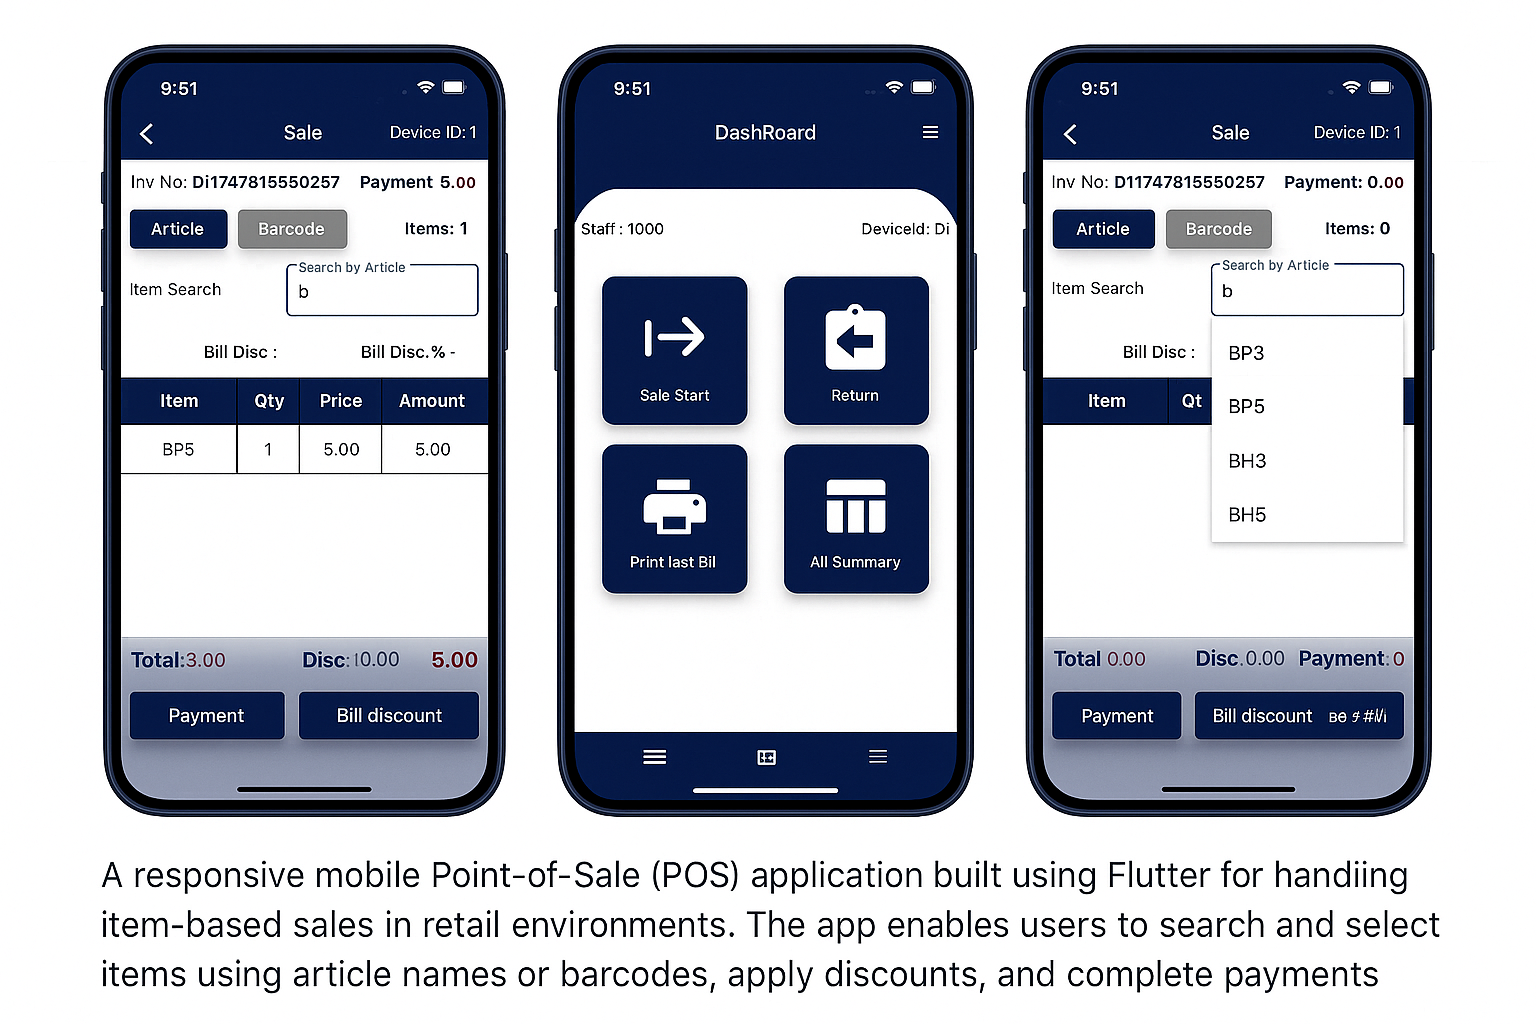 9:51
Sale
Device ID: 1
Inv No: Di1747815550257 Payment 5.00
Article Barcode Items: 1
Search by Article
Item Search b
Bill Disc : Bill Disc.% -
Item Qty Price Amount
BP5 1 5.00 5.00
Total:3.00 Disc: 10.00 5.00
Payment Bill discount
9:51
DashRoard
Staff : 1000 DeviceId: Di
Sale Start Return
Print last Bil All Summary
9:51
Sale
Device ID: 1
Inv No: D11747815550257 Payment: 0.00
Article Barcode Items: 0
Search by Article
Item Search b
Bill Disc :
BP3
Item Qt
BP5
BH3
BH5
Total 0.00 Disc.0.00 Payment:0
Payment Bill discount
A responsive mobile Point-of-Sale (POS) application built using Flutter for handiing
item-based sales in retail environments. The app enables users to search and select
items using article names or barcodes, apply discounts, and complete payments